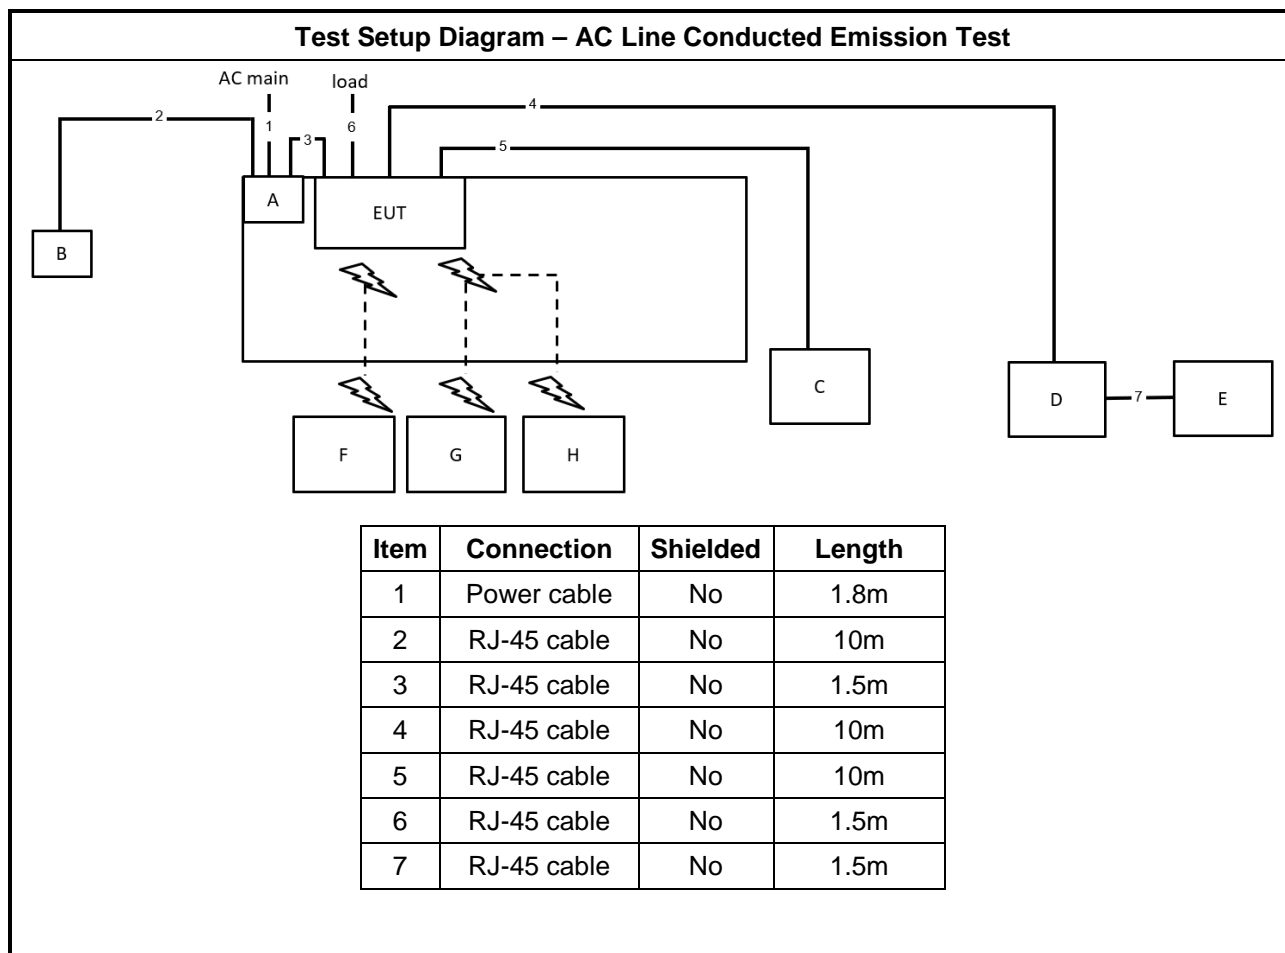 Test Setup Diagram – AC Line Conducted Emission Test
AC main
load
2
1
3
6
4
5
A
EUT
B
C
D
7
E
F
G
H
Item Connection Shielded Length
1 Power cable No 1.8m
2 RJ-45 cable No 10m
3 RJ-45 cable No 1.5m
4 RJ-45 cable No 10m
5 RJ-45 cable No 10m
6 RJ-45 cable No 1.5m
7 RJ-45 cable No 1.5m